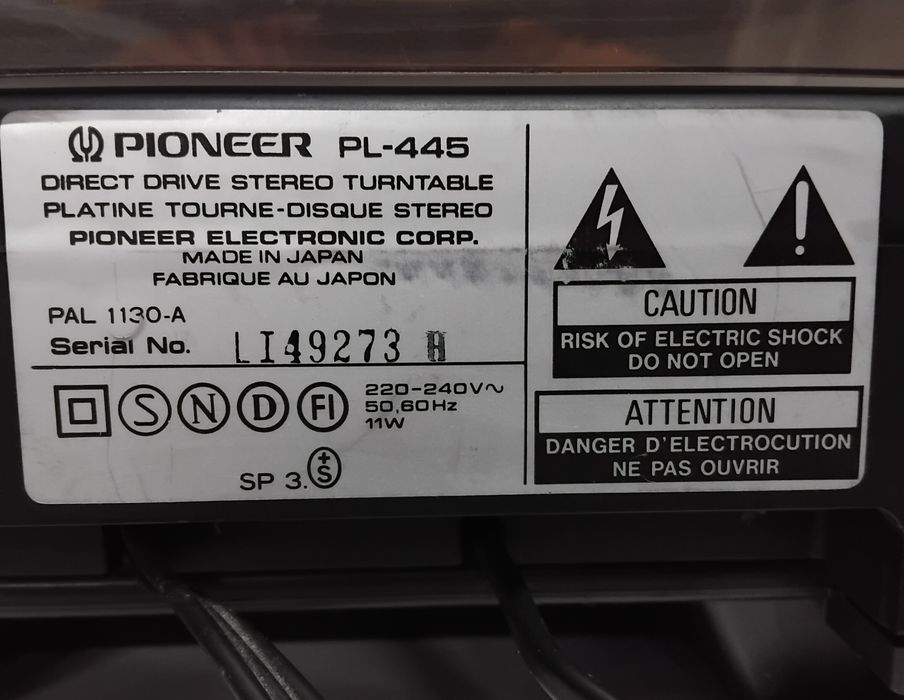 PIONEER PL-445
DIRECT DRIVE STEREO TURNTABLE
PLATINE TOURNE-DISQUE STEREO
PIONEER ELECTRONIC CORP.
MADE IN JAPAN
FABRIQUE AU JAPON
PAL 1130-A
Serial No. LI49273 H
S N D FI 220-240V~
50,60Hz
11W
SP 3. +S
CAUTION
RISK OF ELECTRIC SHOCK
DO NOT OPEN
ATTENTION
DANGER D'ELECTROCUTION
NE PAS OUVRIR